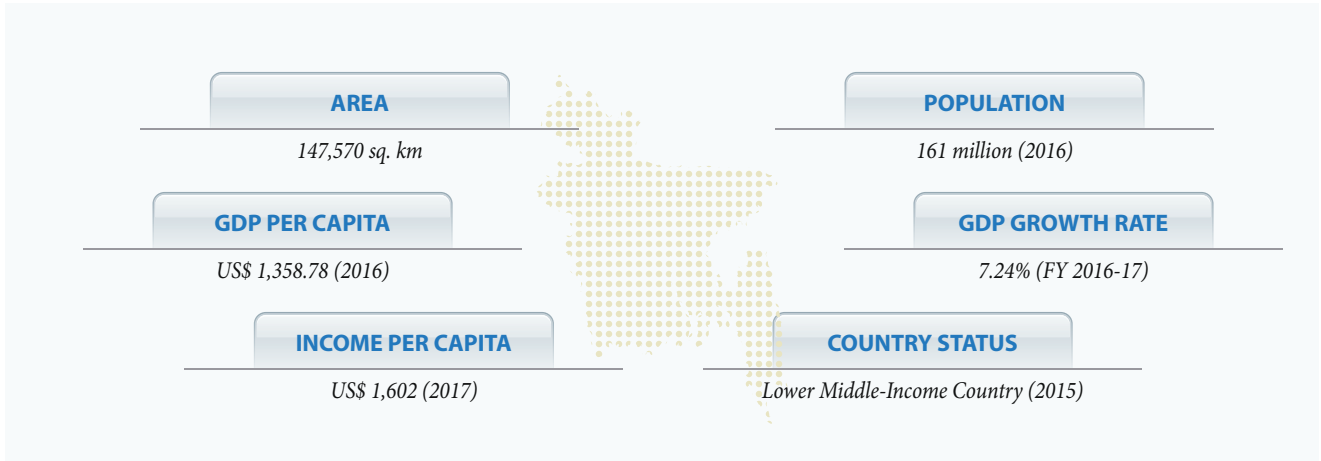 AREA
147,570 sq. km
POPULATION
161 million (2016)
GDP PER CAPITA
US$ 1,358.78 (2016)
GDP GROWTH RATE
7.24% (FY 2016-17)
INCOME PER CAPITA
US$ 1,602 (2017)
COUNTRY STATUS
Lower Middle-Income Country (2015)